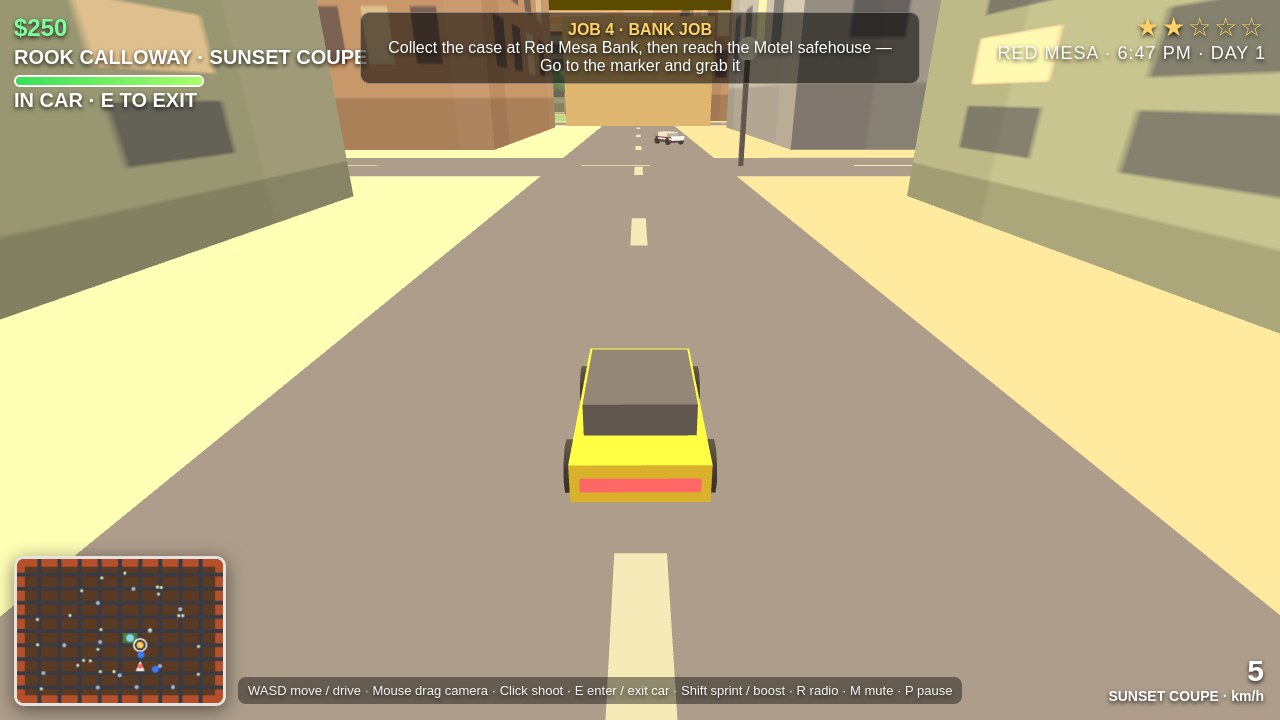 $250
ROOK CALLOWAY · SUNSET COUPE
IN CAR · E TO EXIT
JOB 4 · BANK JOB
Collect the case at Red Mesa Bank, then reach the Motel safehouse —
Go to the marker and grab it
★★☆☆☆
RED MESA · 6:47 PM · DAY 1
WASD move / drive · Mouse drag camera · Click shoot · E enter / exit car · Shift sprint / boost · R radio · M mute · P pause
5
SUNSET COUPE · km/h